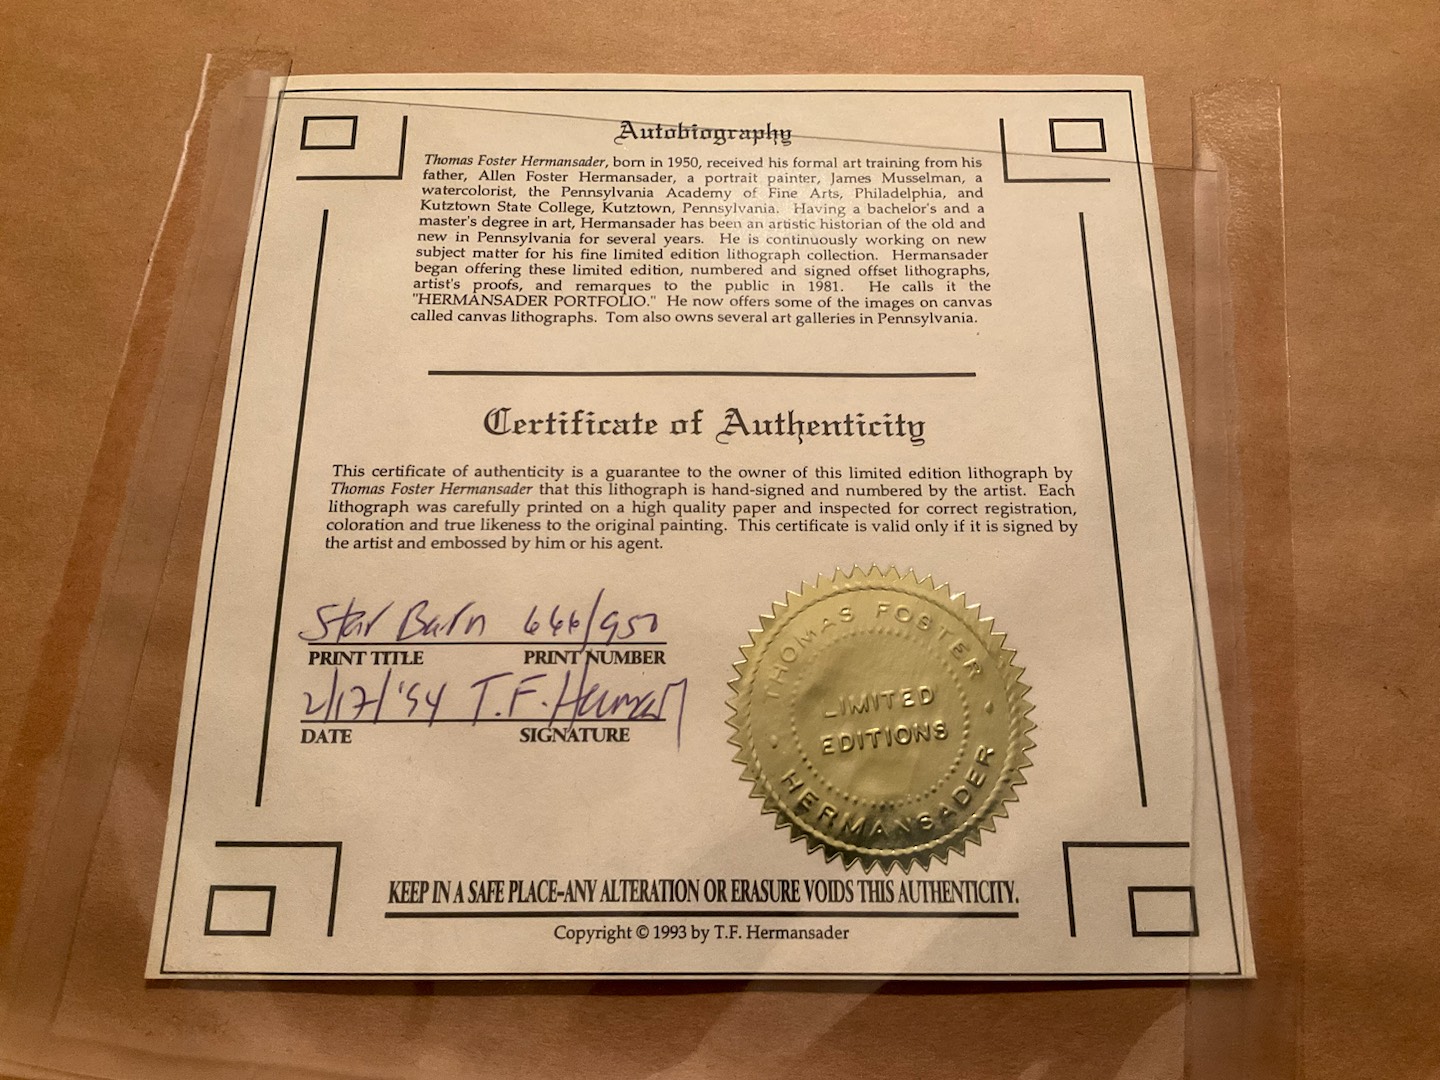 Autobiography
Thomas Foster Hermansader, born in 1950, received his formal art training from his
father, Allen Foster Hermansader, a portrait painter, James Musselman, a
watercolorist, the Pennsylvania Academy of Fine Arts, Philadelphia, and
Kutztown State College, Kutztown, Pennsylvania. Having a bachelor's and a
master's degree in art, Hermansader has been an artistic historian of the old and
new in Pennsylvania for several years. He is continuously working on new
subject matter for his fine limited edition lithograph collection. Hermansader
began offering these limited edition, numbered and signed offset lithographs,
artist's proofs, and remarques to the public in 1981. He calls it the
"HERMANSADER PORTFOLIO." He now offers some of the images on canvas
called canvas lithographs. Tom also owns several art galleries in Pennsylvania.
Certificate of Authenticity
This certificate of authenticity is a guarantee to the owner of this limited edition lithograph by
Thomas Foster Hermansader that this lithograph is hand-signed and numbered by the artist. Each
lithograph was carefully printed on a high quality paper and inspected for correct registration,
coloration and true likeness to the original painting. This certificate is valid only if it is signed by
the artist and embossed by him or his agent.
Star Barn 666/950
PRINT TITLE PRINT NUMBER
2/17/'94 T.F.
DATE SIGNATURE
THOMAS FOSTER
LIMITED
EDITIONS
HERMANSADER
KEEP IN A SAFE PLACE-ANY ALTERATION OR ERASURE VOIDS THIS AUTHENTICITY.
Copyright © 1993 by T.F. Hermansader